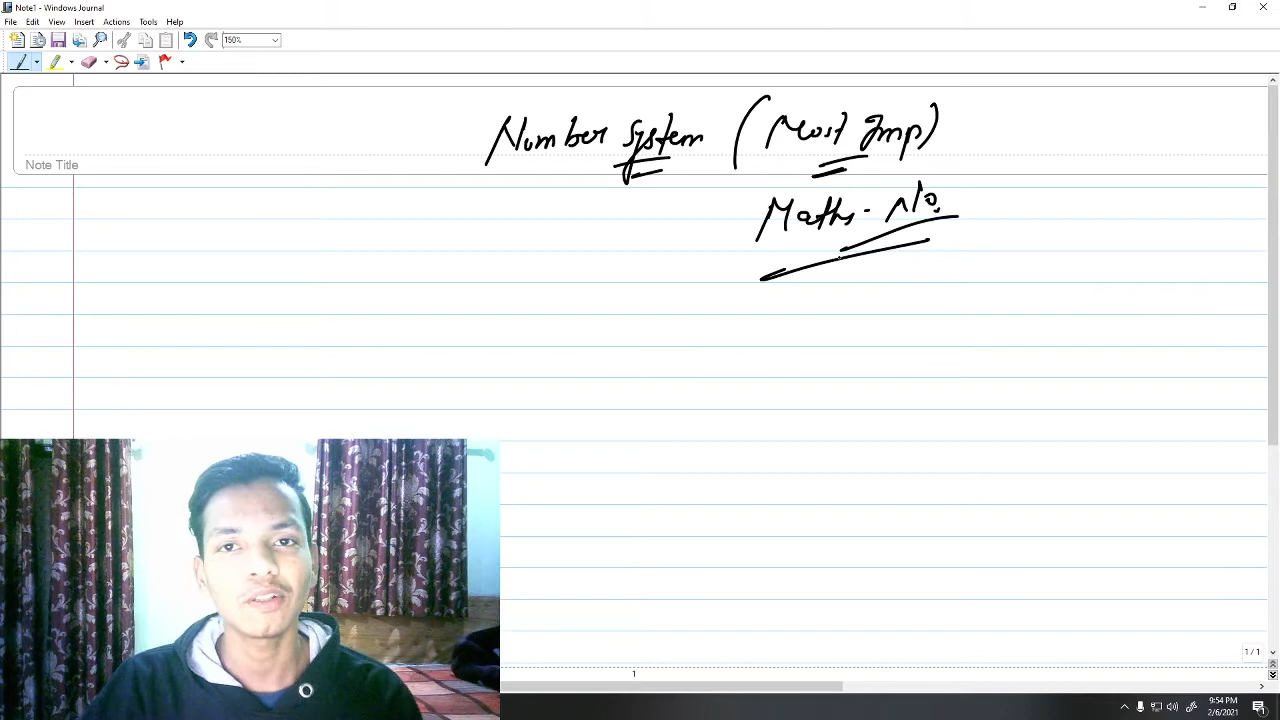 Note1 - Windows Journal
File Edit View Insert Actions Tools Help
150%
Number system (Most Imp)
Note Title
Maths - No.
1 / 1
1
9:54 PM
2/6/2021